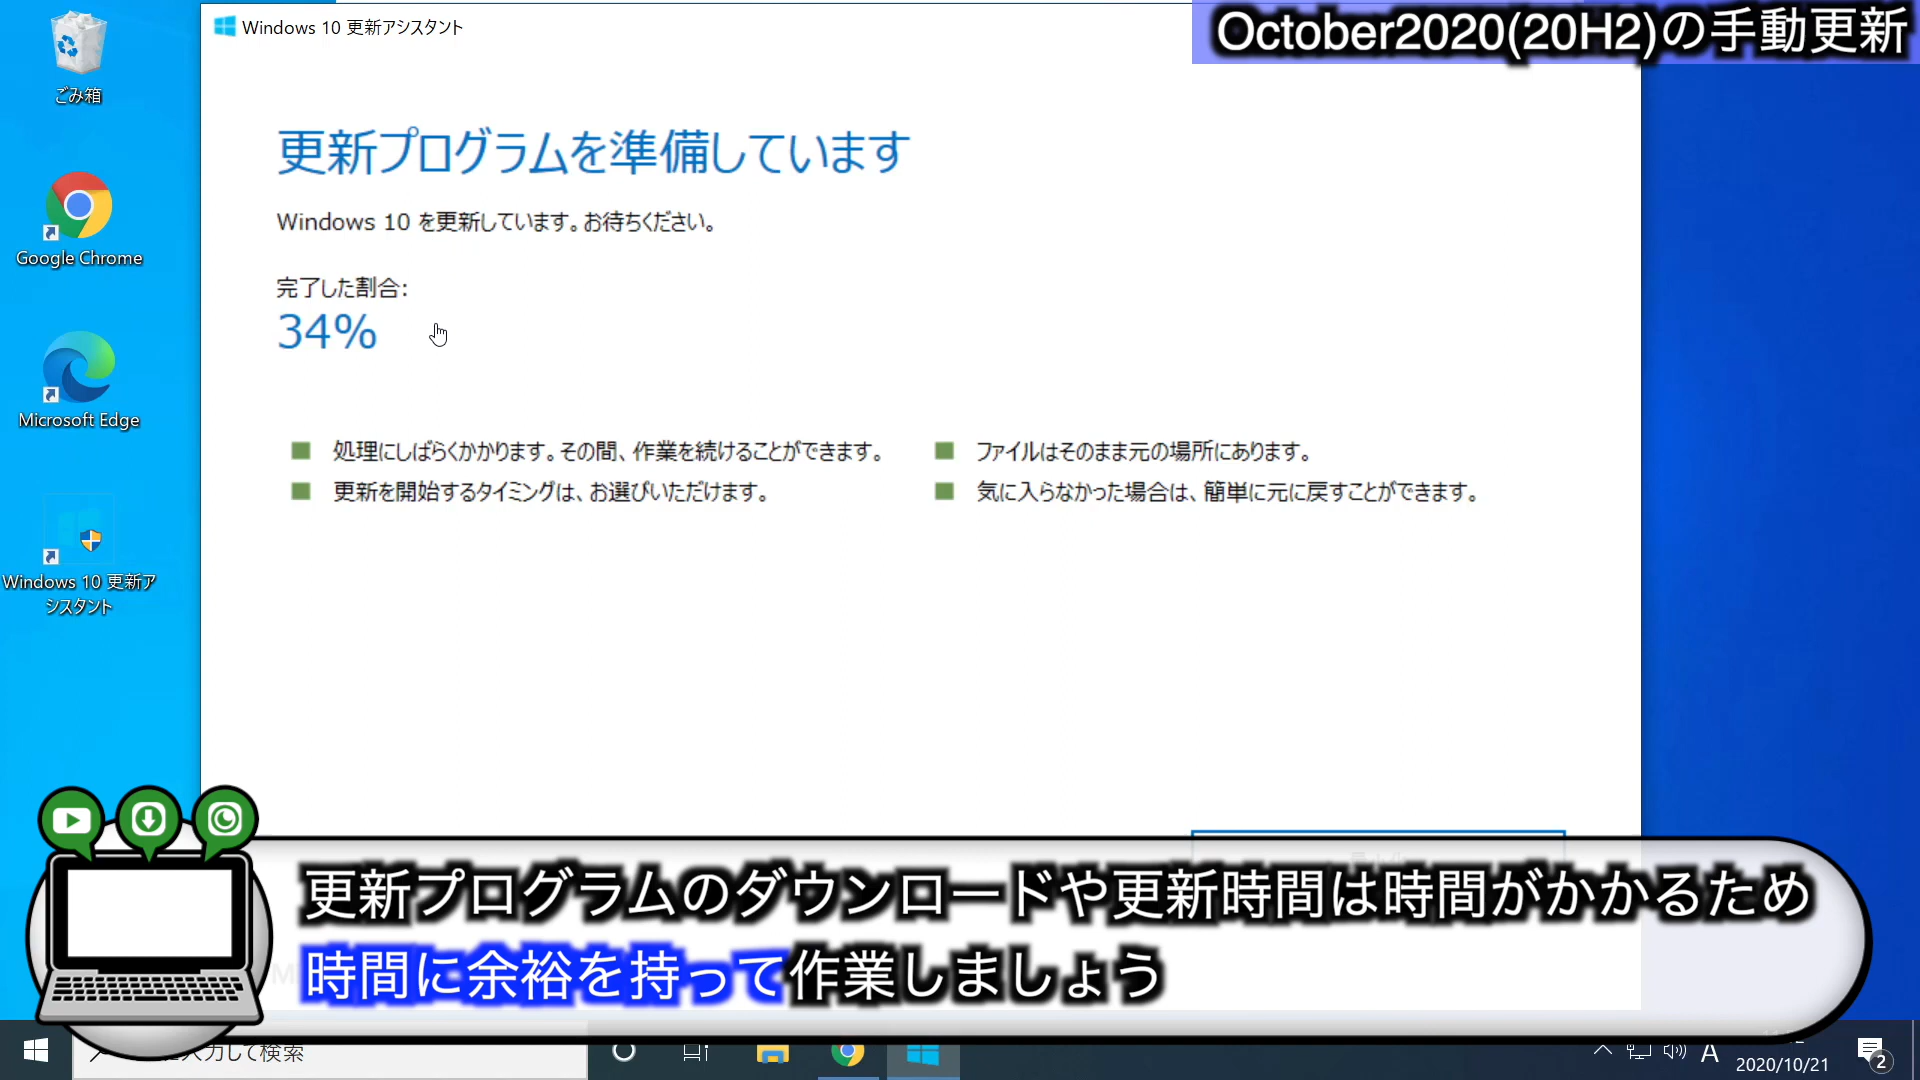 Windows 10 更新アシスタント
October2020(20H2)の手動更新
ごみ箱
更新プログラムを準備しています
Windows 10 を更新しています。お待ちください。
Google Chrome
完了した割合:
34%
Microsoft Edge
処理にしばらくかかります。その間、作業を続けることができます。
ファイルはそのまま元の場所にあります。
更新を開始するタイミングは、お選びいただけます。
気に入らなかった場合は、簡単に元に戻すことができます。
Windows 10 更新ア
シスタント
更新プログラムのダウンロードや更新時間は時間がかかるため
時間に余裕を持って作業しましょう
入力して検索
A
2020/10/21
2